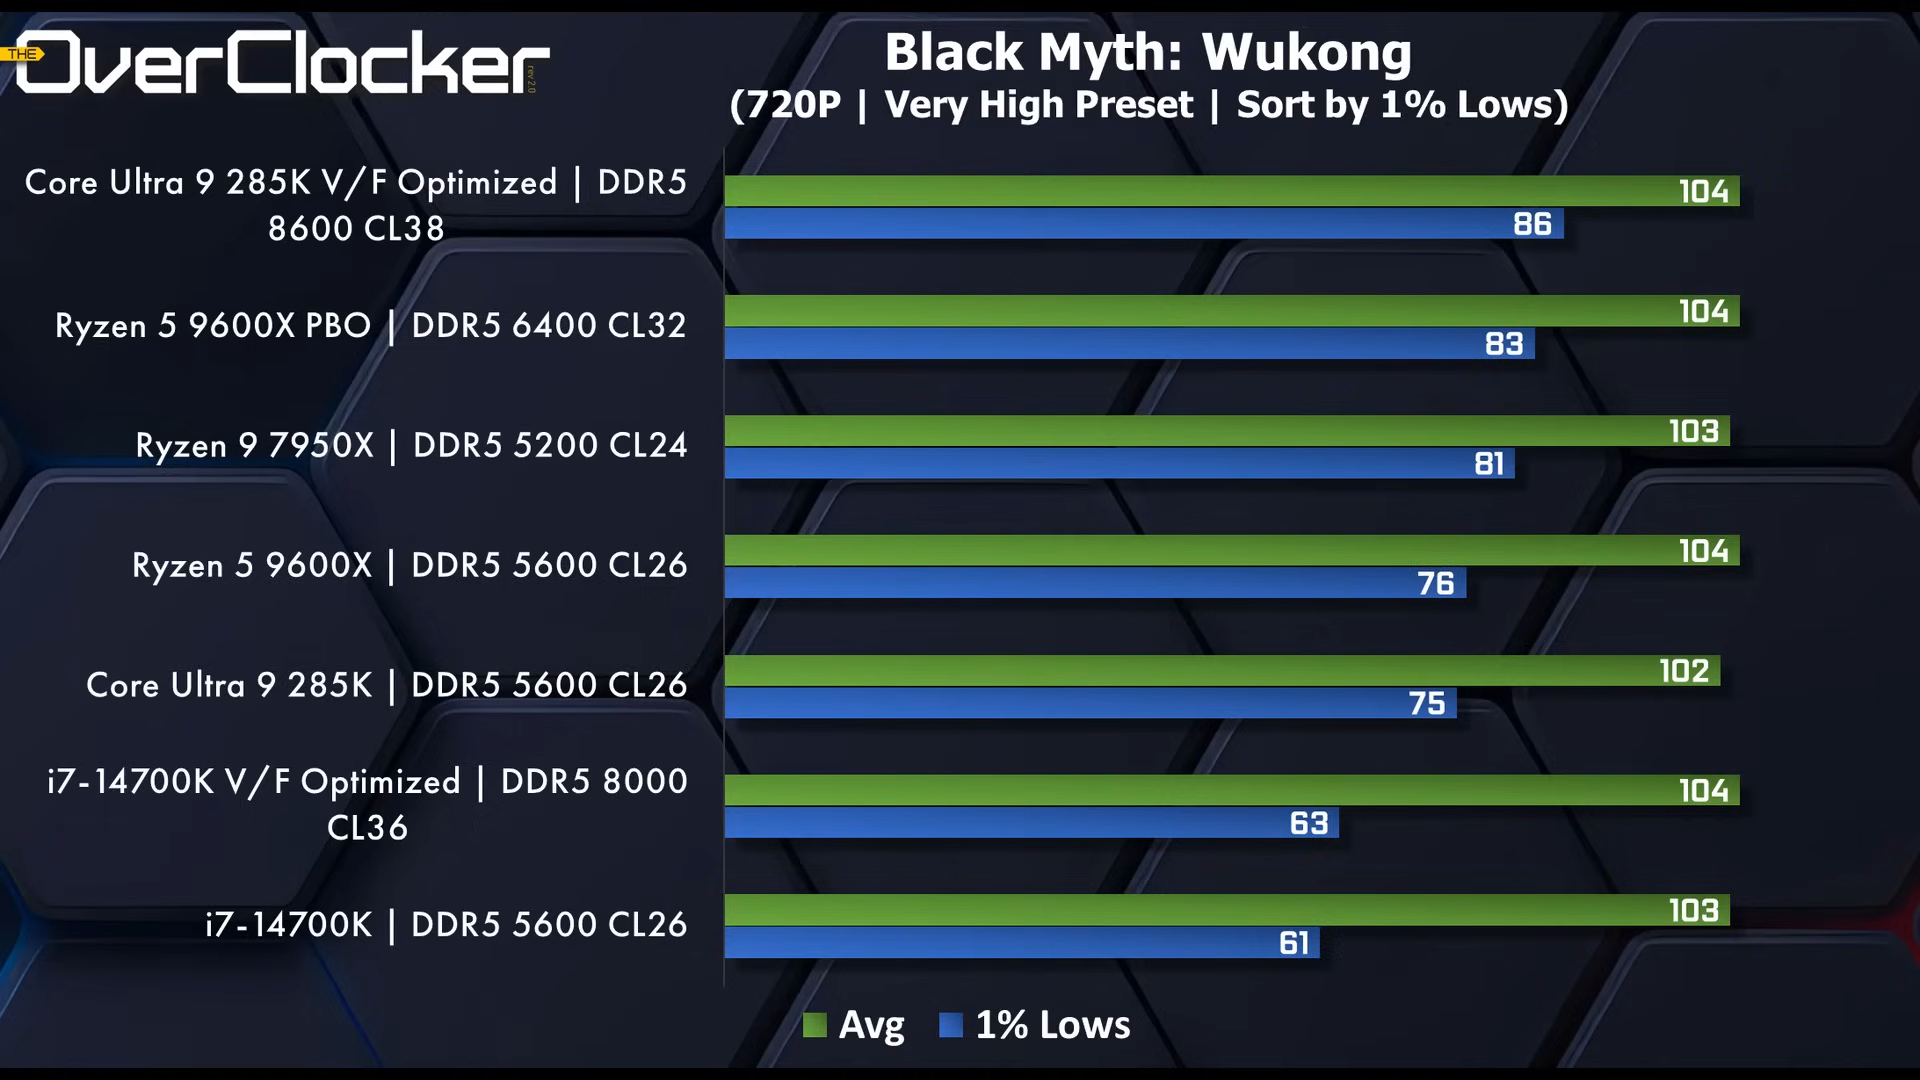 THE
OverClocker
rev 2.0
Black Myth: Wukong
(720P | Very High Preset | Sort by 1% Lows)
Core Ultra 9 285K V/F Optimized | DDR5
8600 CL38
104
86
Ryzen 5 9600X PBO | DDR5 6400 CL32
104
83
Ryzen 9 7950X | DDR5 5200 CL24
103
81
Ryzen 5 9600X | DDR5 5600 CL26
104
76
Core Ultra 9 285K | DDR5 5600 CL26
102
75
i7-14700K V/F Optimized | DDR5 8000
CL36
104
63
i7-14700K | DDR5 5600 CL26
103
61
Avg 1% Lows